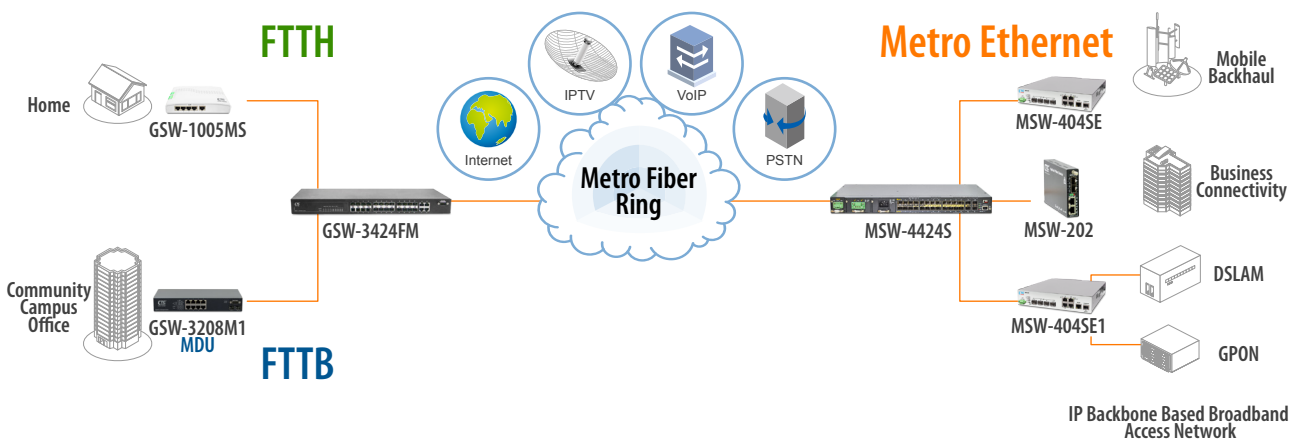 FTTH
Home
GSW-1005MS
GSW-3424FM
Community
Campus
Office
GSW-3208M1
MDU
FTTB
Internet
IPTV
VoIP
PSTN
Metro Fiber
Ring
Metro Ethernet
Mobile
Backhaul
MSW-404SE
Business
Connectivity
MSW-4424S
MSW-202
DSLAM
MSW-404SE1
GPON
IP Backbone Based Broadband
Access Network